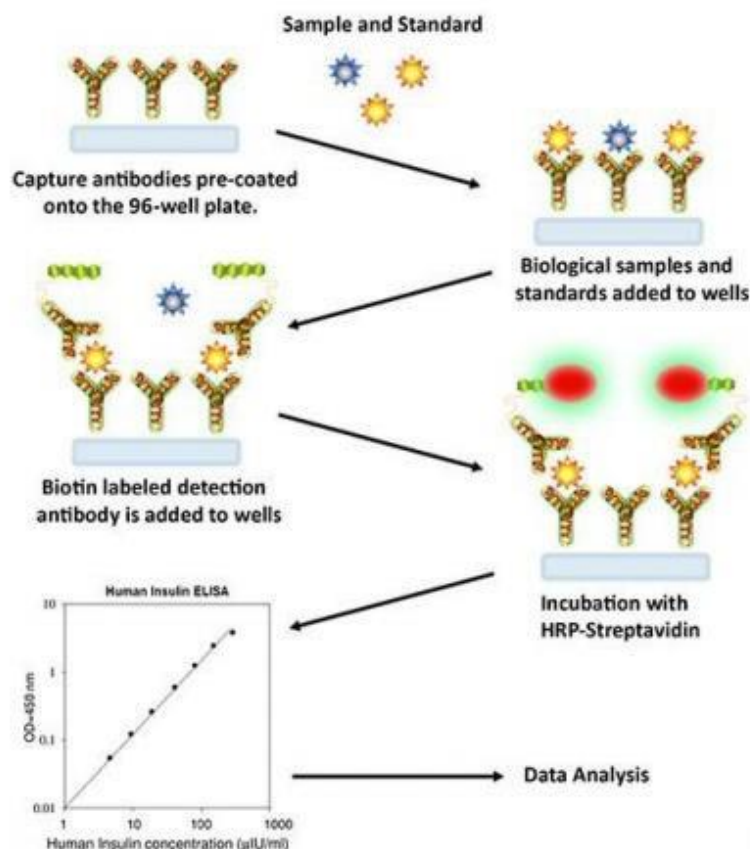 Sample and Standard
Capture antibodies pre-coated
onto the 96-well plate.
Biological samples and
standards added to wells
Biotin labeled detection
antibody is added to wells
Incubation with
HRP-Streptavidin
Human Insulin ELISA
10
1
0.1
0.01
OD=450 nm
1
10
100
1000
Human Insulin concentration (µIU/ml)
Data Analysis